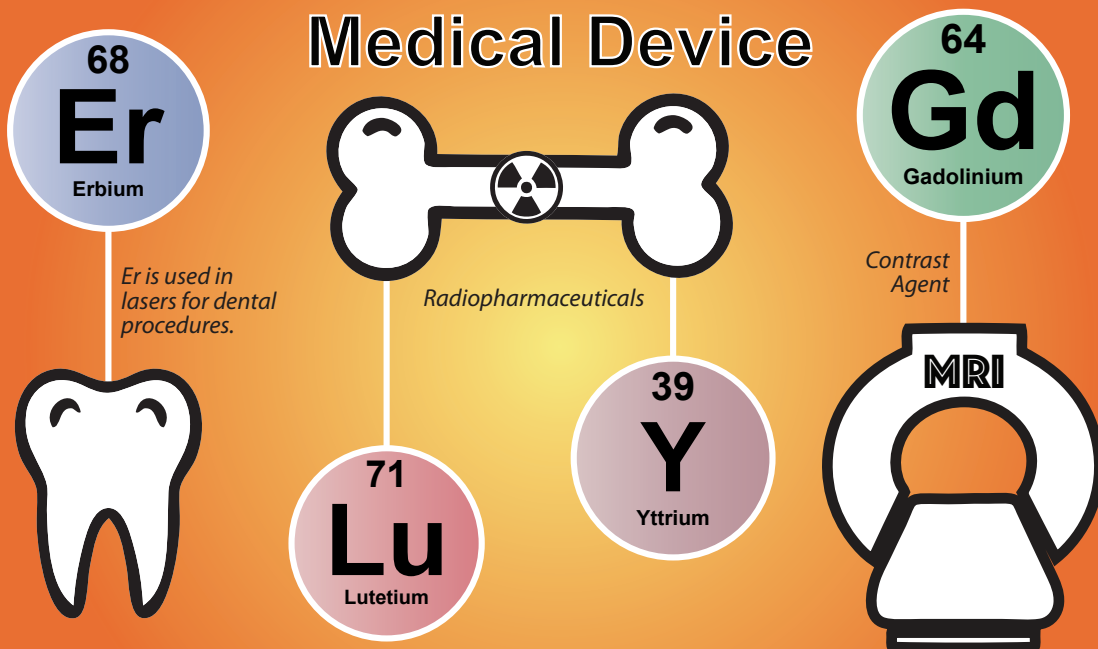 Medical Device
68
Er
Erbium
Er is used in
lasers for dental
procedures.
Radiopharmaceuticals
71
Lu
Lutetium
39
Y
Yttrium
64
Gd
Gadolinium
Contrast
Agent
MRI